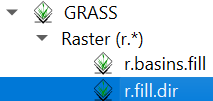 GRASS
Raster (r.*)
r.basins.fill
r.fill.dir